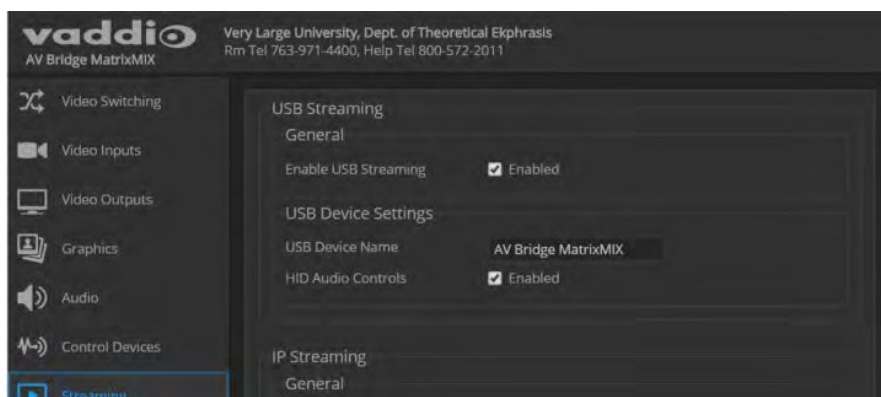 vaddio
AV Bridge MatrixMIX
Very Large University, Dept. of Theoretical Ekphrasis
Rm Tel 763-971-4400, Help Tel 800-572-2011
Video Switching
Video Inputs
Video Outputs
Graphics
Audio
Control Devices
Streaming
USB Streaming
General
Enable USB Streaming
Enabled
USB Device Settings
USB Device Name
AV Bridge MatrixMIX
HID Audio Controls
Enabled
IP Streaming
General